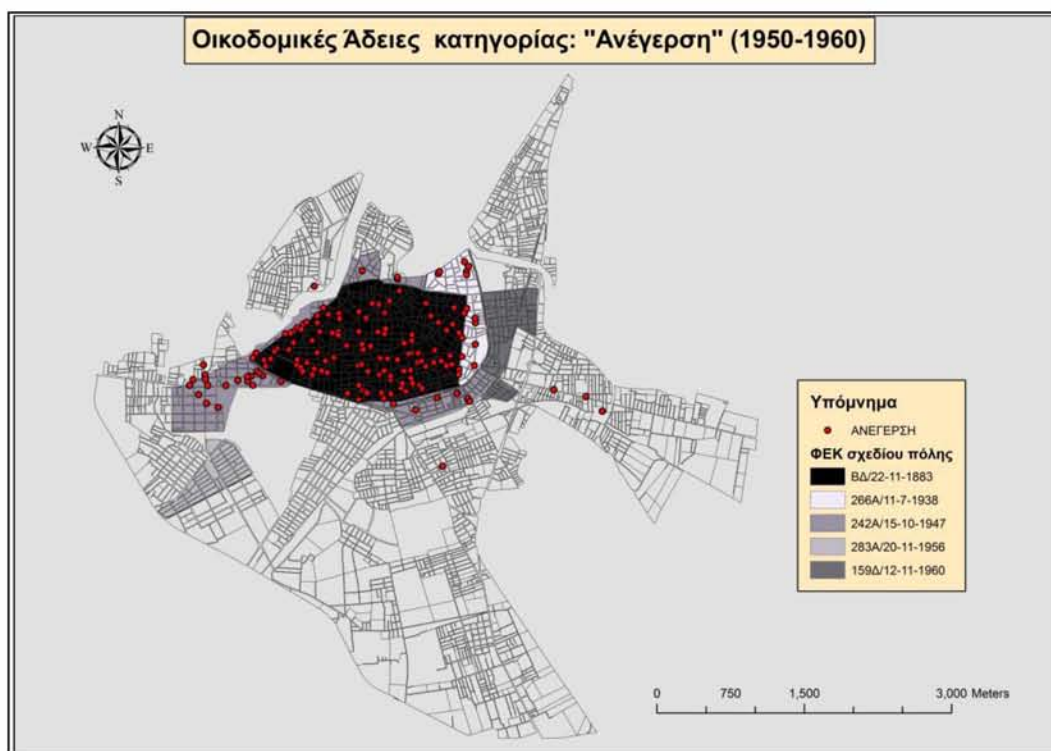 Οικοδομικές Άδειες κατηγορίας: "Ανέγερση" (1950-1960)
N
W E
S
Υπόμνημα
ΑΝΕΓΕΡΣΗ
ΦΕΚ σχεδίου πόλης
ΒΔ/22-11-1883
266Α/11-7-1938
242Α/15-10-1947
283Α/20-11-1956
159Δ/12-11-1960
0 750 1,500 3,000 Meters